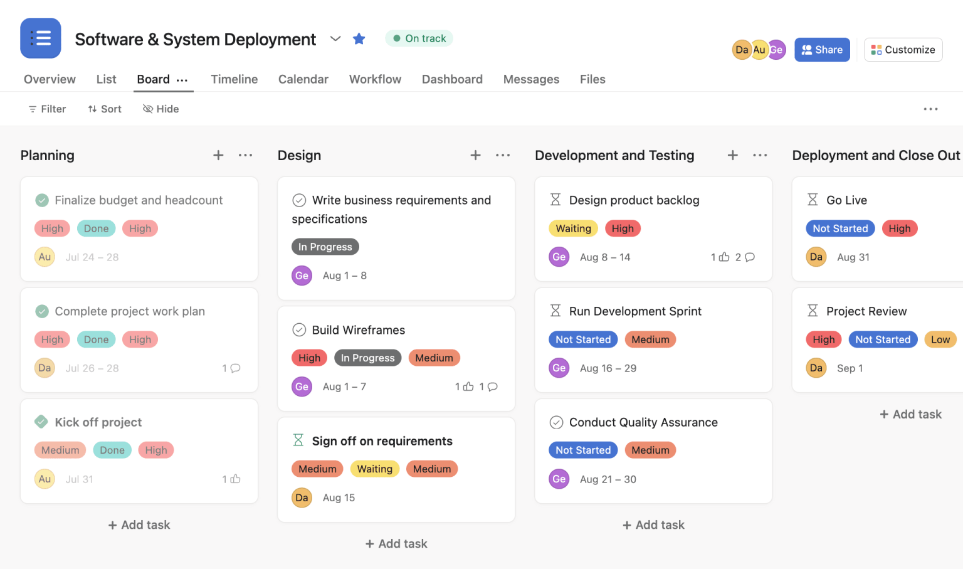 Software & System Deployment
On track
Da Au Ge
Share
Customize
Overview List Board Timeline Calendar Workflow Dashboard Messages Files
Filter Sort Hide
Planning
Finalize budget and headcount
High Done High
Au Jul 24 – 28
Complete project work plan
High Done High
Da Jul 26 – 28 1
Kick off project
Medium Done High
Au Jul 31 1
+ Add task
Design
Write business requirements and
specifications
In Progress
Ge Aug 1 – 8
Build Wireframes
High In Progress Medium
Ge Aug 1 – 7 1 1
Sign off on requirements
Medium Waiting Medium
Da Aug 15
+ Add task
Development and Testing
Design product backlog
Waiting High
Ge Aug 8 – 14 1 2
Run Development Sprint
Not Started Medium
Ge Aug 16 – 29
Conduct Quality Assurance
Not Started Medium
Ge Aug 21 – 30
+ Add task
Deployment and Close Out
Go Live
Not Started High
Da Aug 31
Project Review
High Not Started Low
Da Sep 1
+ Add task